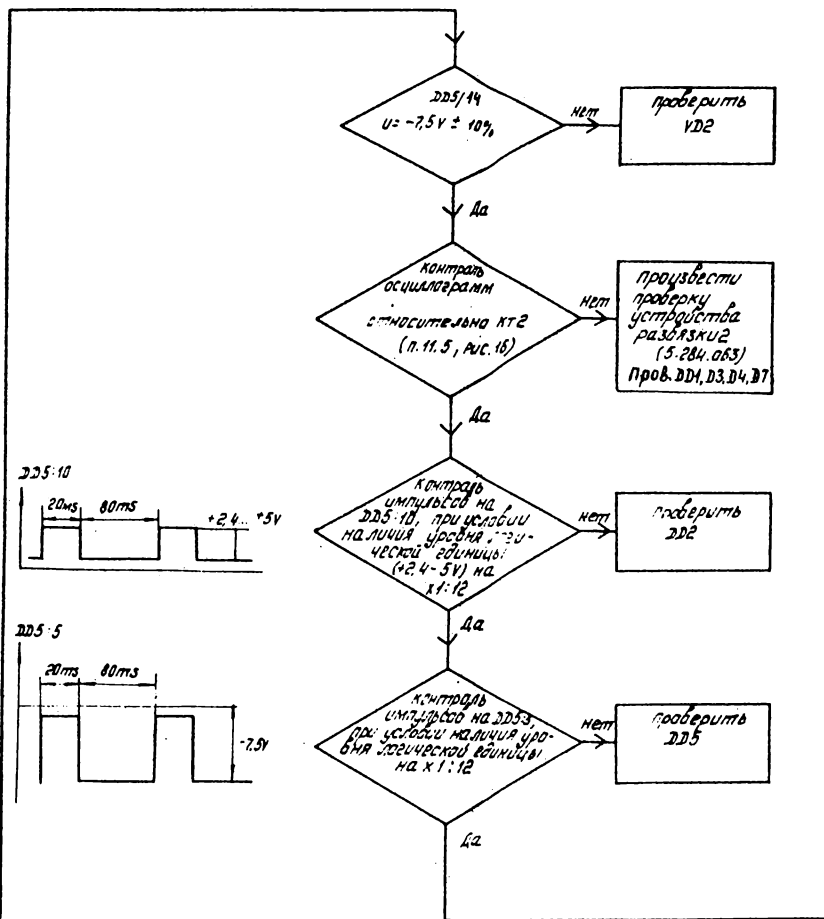 DD5/14
U= -7,5V ± 10%
нет
проверить
VD2
Да
контроль
осциллограмм
относительно КТ2
(п.11.5, рис.16)
нет
произвести
проверку
устройства
развязки2
(5.284.063)
Пров. DD1, D3, D4, D7
Да
DD5:10
20ms
80ms
+2,4... +5V
контроль
импульсов на
DD5:10, при условии
наличия уровня логи-
ческой единицы
(+2,4-5V) на
x1:12
нет
проверить
DD2
Да
DD5:5
20ms
80ms
-7.5V
контроль
импульсов на DD5:
при условии наличия уро-
вня логической единицы
на x1:12
нет
проверить
DD5
Да